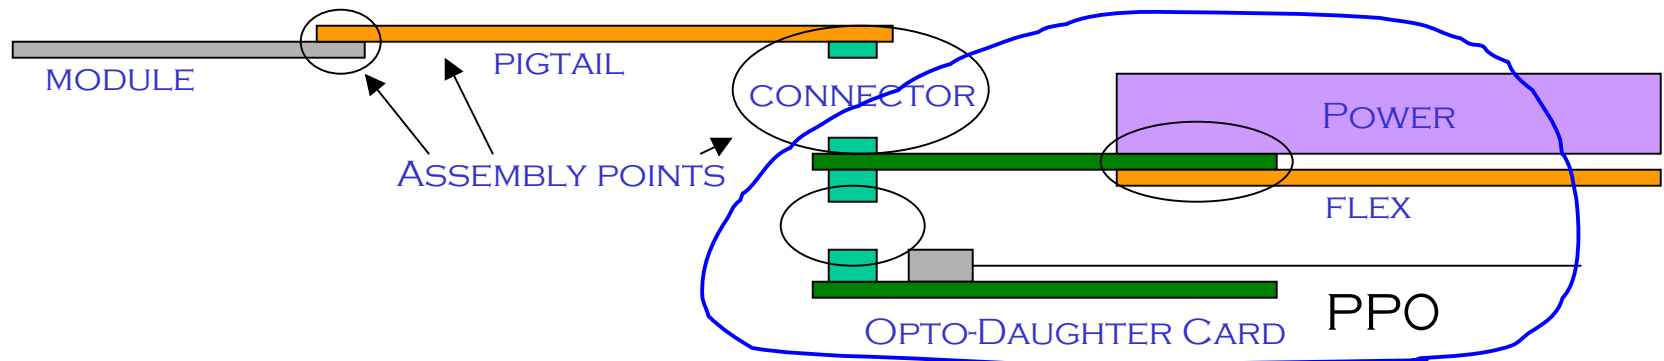 MODULE
PIGTAIL
CONNECTOR
POWER
ASSEMBLY POINTS
FLEX
OPTO-DAUGHTER CARD
PPO